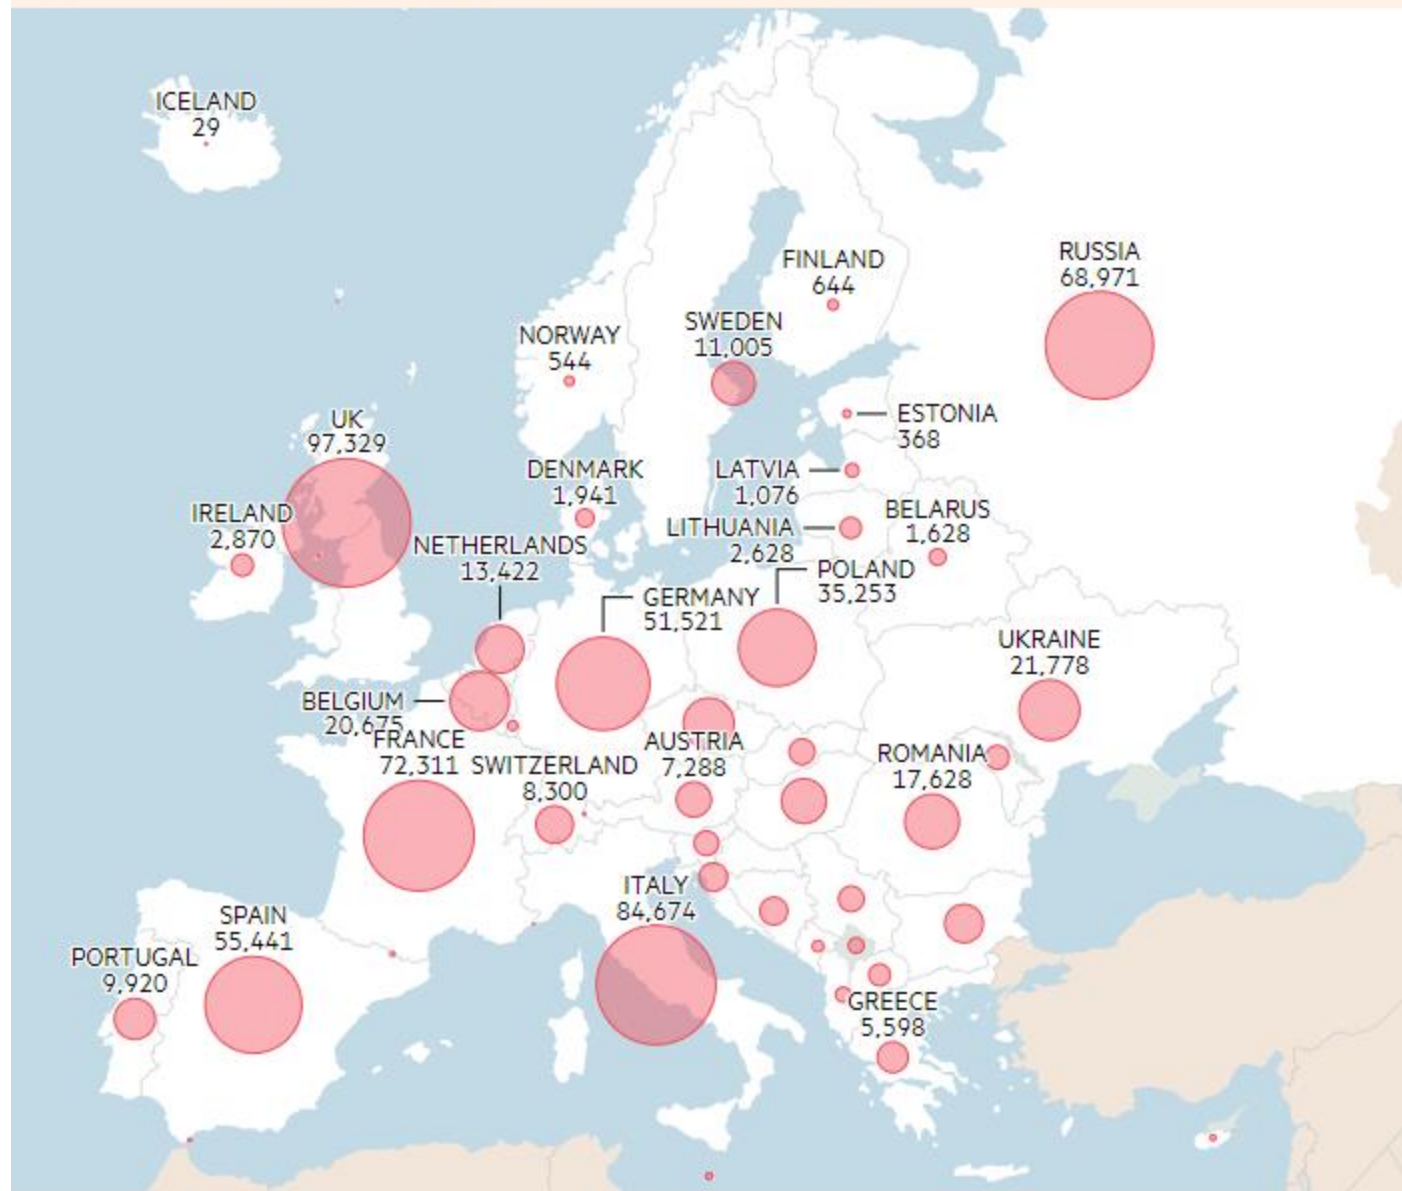 ICELAND
29
RUSSIA
68,971
FINLAND
644
SWEDEN
11,005
NORWAY
544
ESTONIA
368
UK
97,329
DENMARK
1,941
LATVIA
1,076
IRELAND
2,870
BELARUS
1,628
LITHUANIA
2,628
NETHERLANDS
13,422
POLAND
35,253
GERMANY
51,521
UKRAINE
21,778
BELGIUM
20,675
FRANCE
72,311
SWITZERLAND
8,300
AUSTRIA
7,288
ROMANIA
17,628
ITALY
84,674
SPAIN
55,441
PORTUGAL
9,920
GREECE
5,598